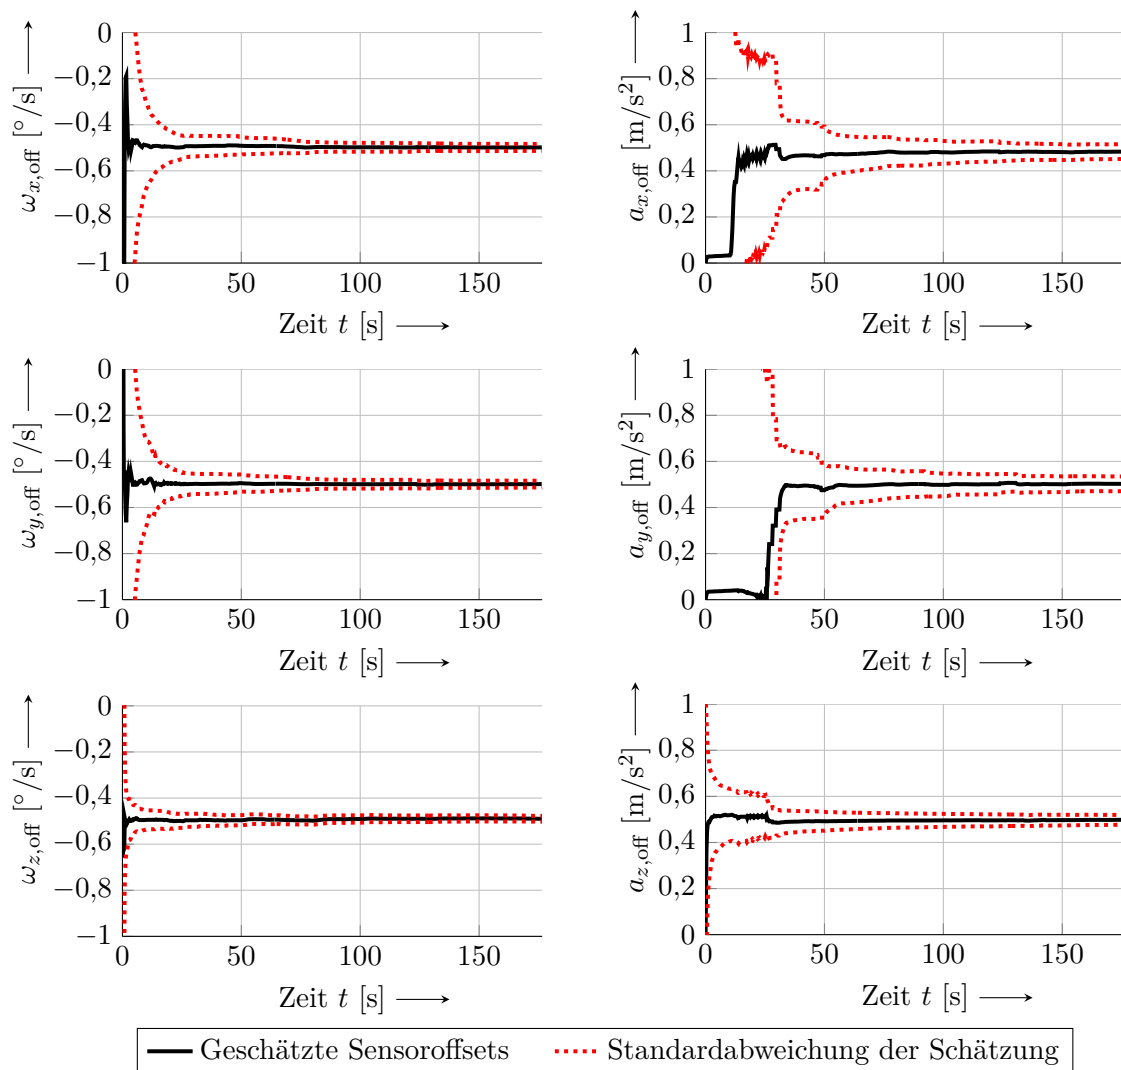 0
−0,2
−0,4
−0,6
−0,8
−1
0 50 100 150
Zeit t [s]
ωx,off [°/s]
1
0,8
0,6
0,4
0,2
0
0 50 100 150
Zeit t [s]
ax,off [m/s²]
0
−0,2
−0,4
−0,6
−0,8
−1
0 50 100 150
Zeit t [s]
ωy,off [°/s]
1
0,8
0,6
0,4
0,2
0
0 50 100 150
Zeit t [s]
ay,off [m/s²]
0
−0,2
−0,4
−0,6
−0,8
−1
0 50 100 150
Zeit t [s]
ωz,off [°/s]
1
0,8
0,6
0,4
0,2
0
0 50 100 150
Zeit t [s]
az,off [m/s²]
Geschätzte Sensoroffsets Standardabweichung der Schätzung